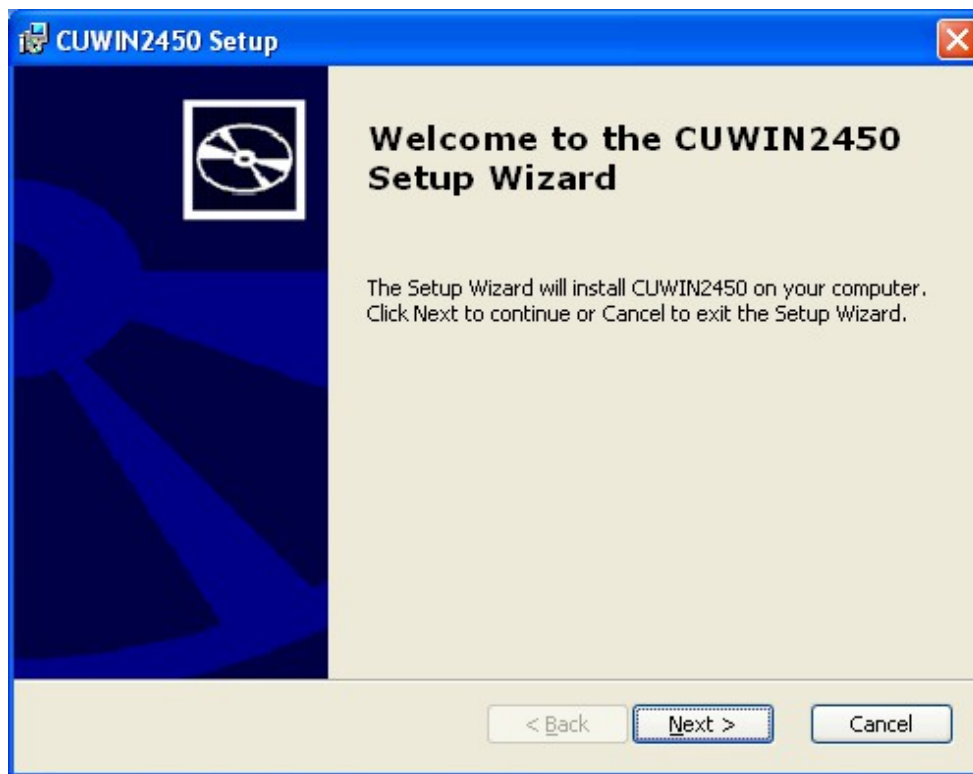 CUWIN2450 Setup
Welcome to the CUWIN2450
Setup Wizard
The Setup Wizard will install CUWIN2450 on your computer.
Click Next to continue or Cancel to exit the Setup Wizard.
< Back Next > Cancel